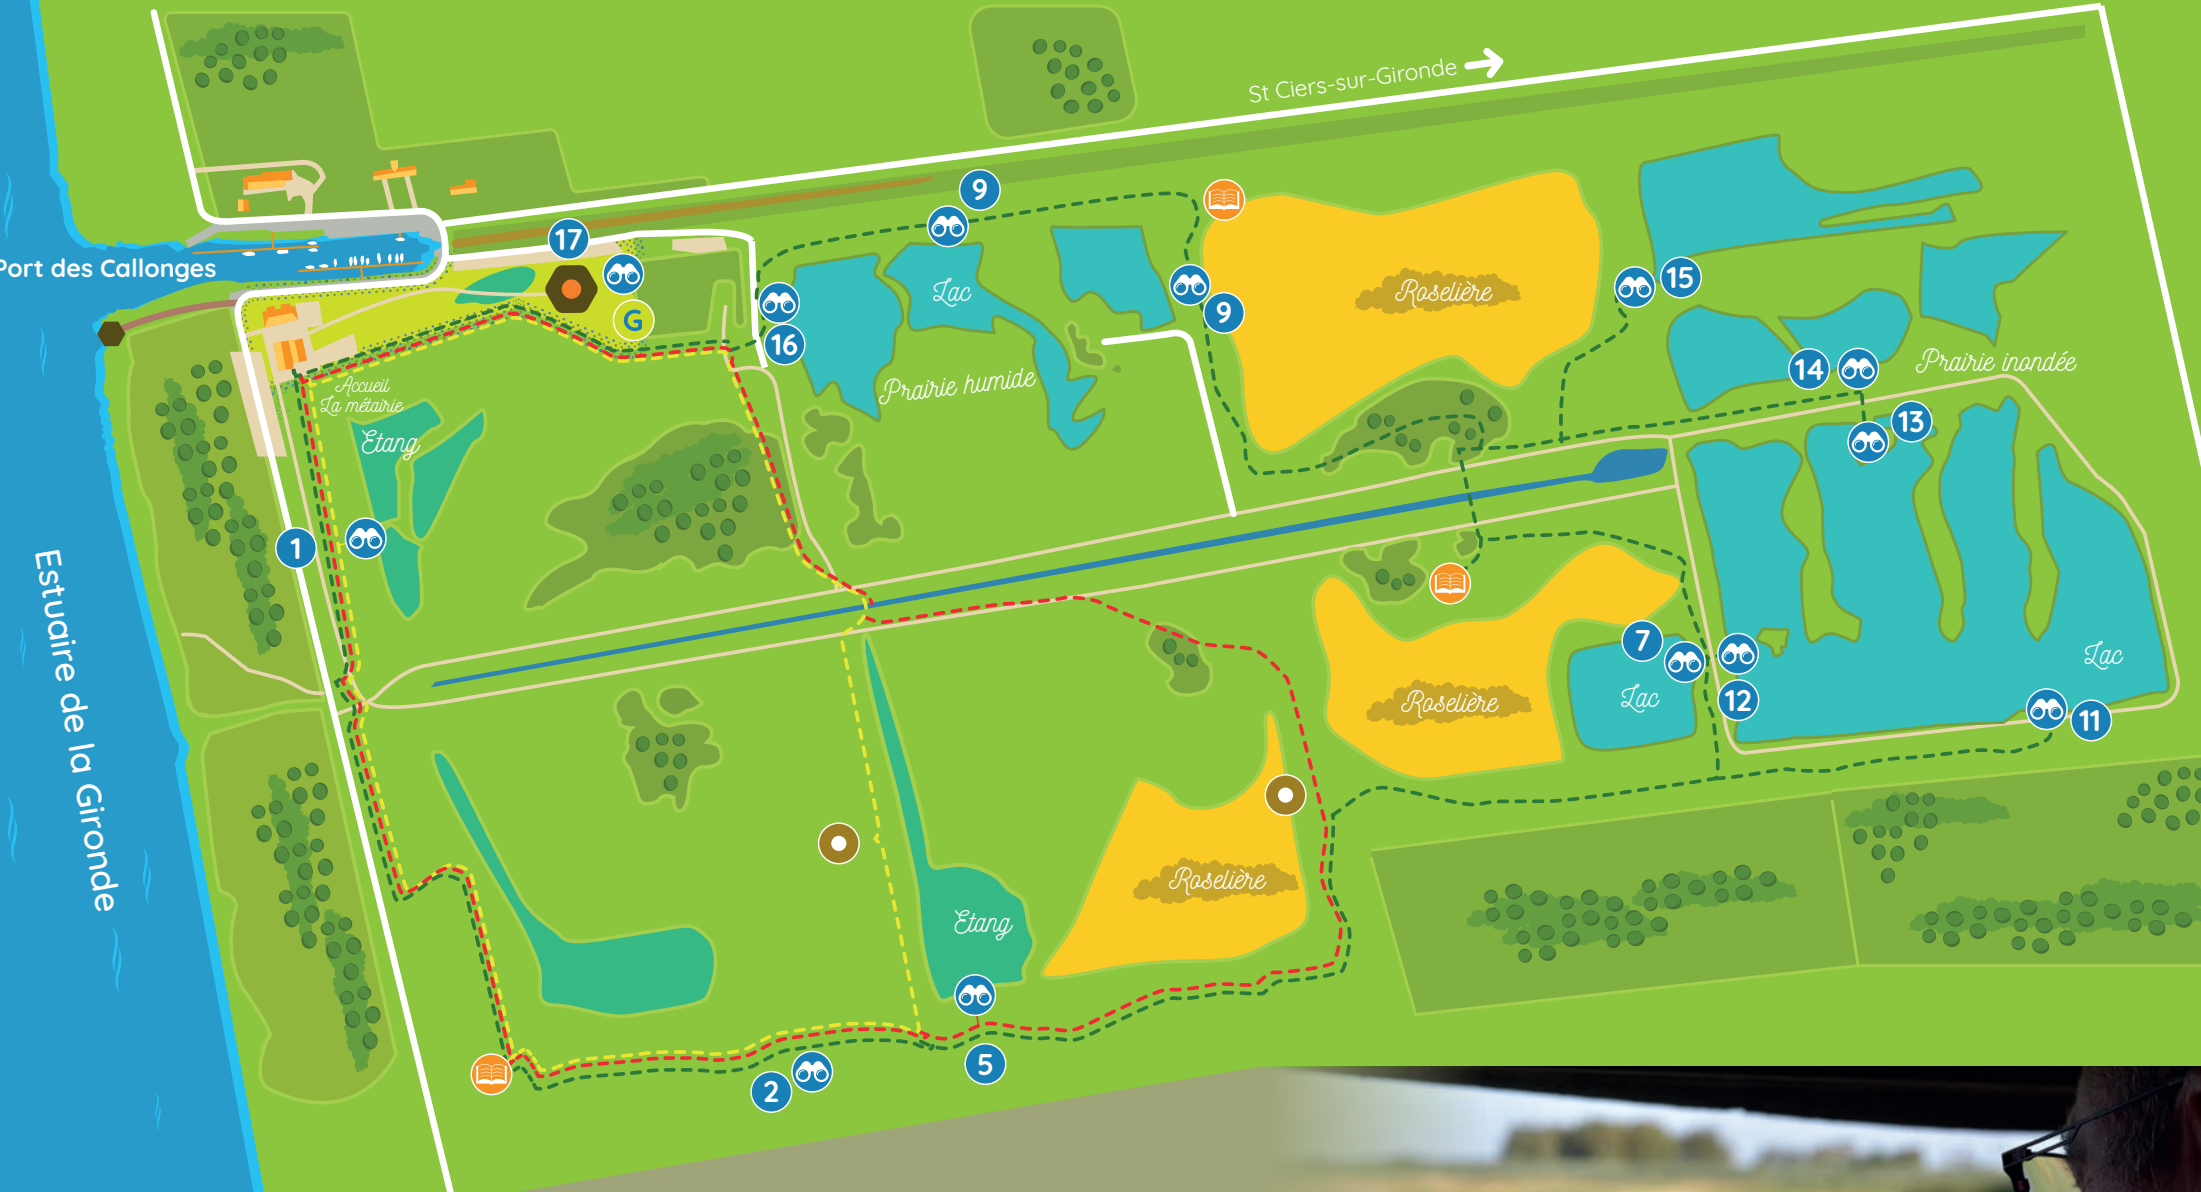 St Ciers-sur-Gironde
9
17
Port des Callonges
9
15
G
16
Lac
Roselière
14
Prairie inondée
Prairie humide
Accueil
La métairie
Etang
13
1
Estuaire de la Gironde
7
12
Lac
Lac
11
Roselière
Roselière
Etang
2
5